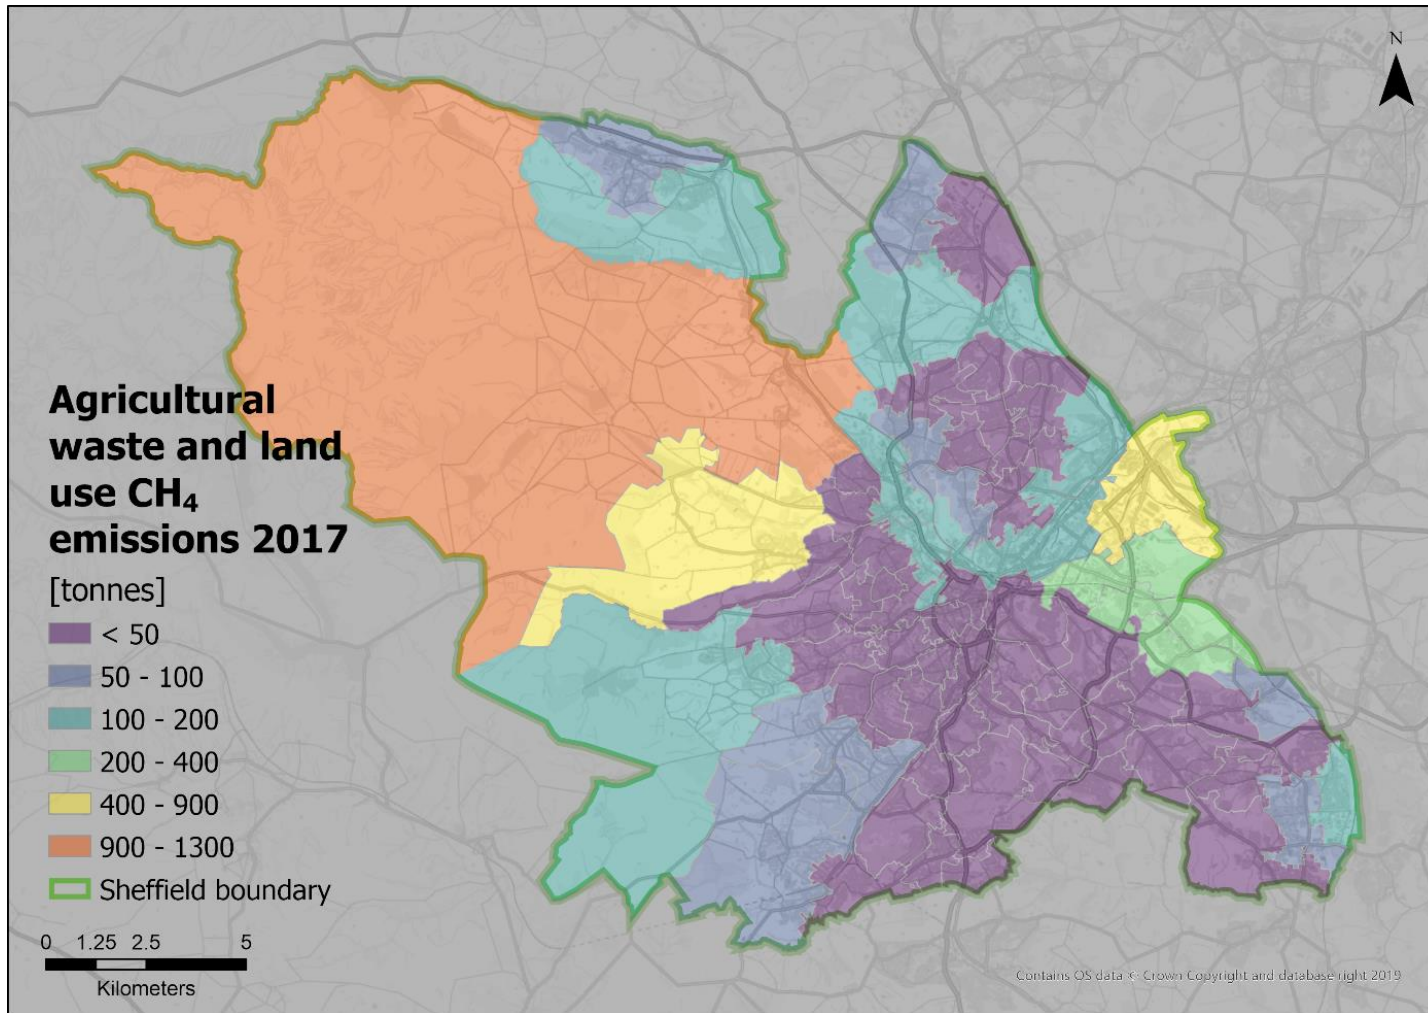 N
Agricultural
waste and land
use CH₄
emissions 2017
[tonnes]
< 50
50 - 100
100 - 200
200 - 400
400 - 900
900 - 1300
Sheffield boundary
0 1.25 2.5 5
Kilometers
Contains OS data © Crown Copyright and database right 2019